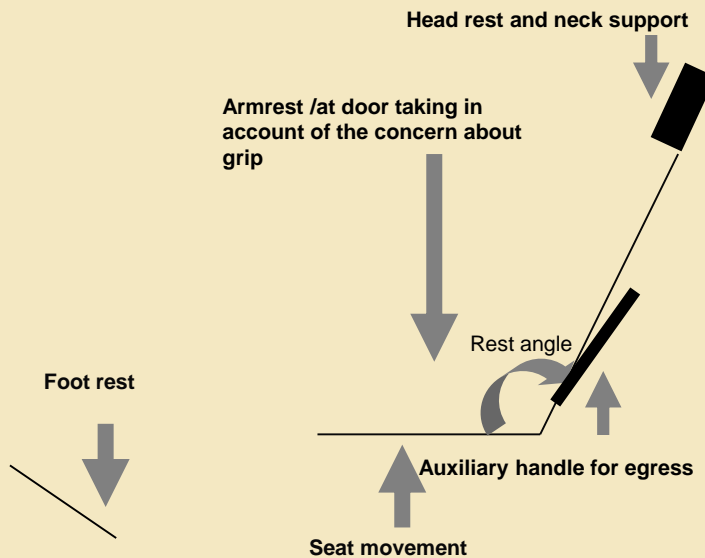 Head rest and neck support
Armrest /at door taking in
account of the concern about
grip
Rest angle
Foot rest
Auxiliary handle for egress
Seat movement